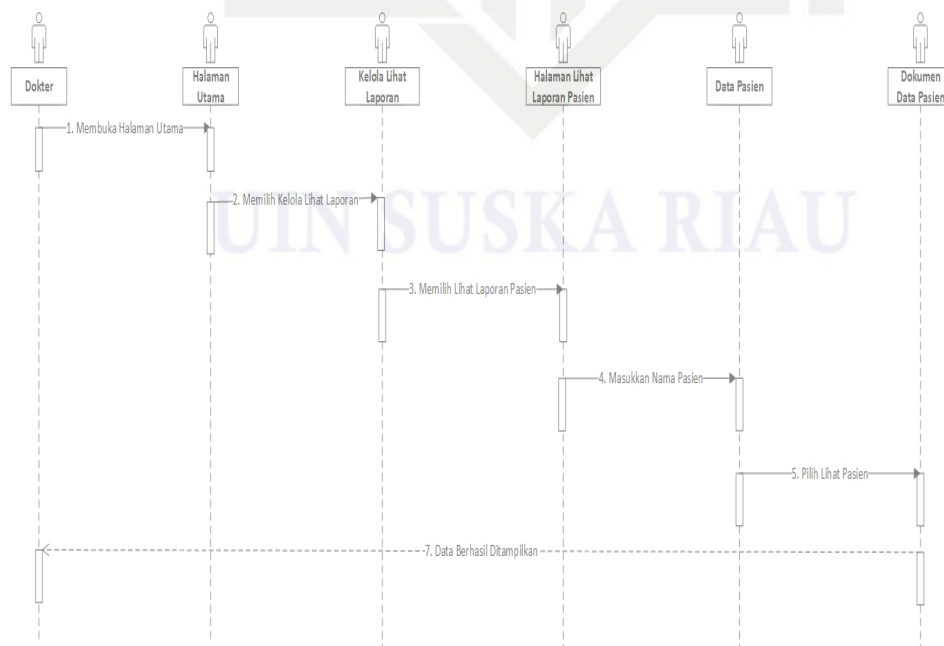 Dokter
Halaman
Utama
Kelola Lihat
Laporan
Halaman Lihat
Laporan Pasien
Data Pasien
Dokumen
Data Pasien
1. Membuka Halaman Utama
2. Memilih Kelola Lihat Laporan
UIN SUSKA RIAU
3. Memilih Lihat Laporan Pasien
4. Masukkan Nama Pasien
5. Pilih Lihat Pasien
7. Data Berhasil Ditampilkan